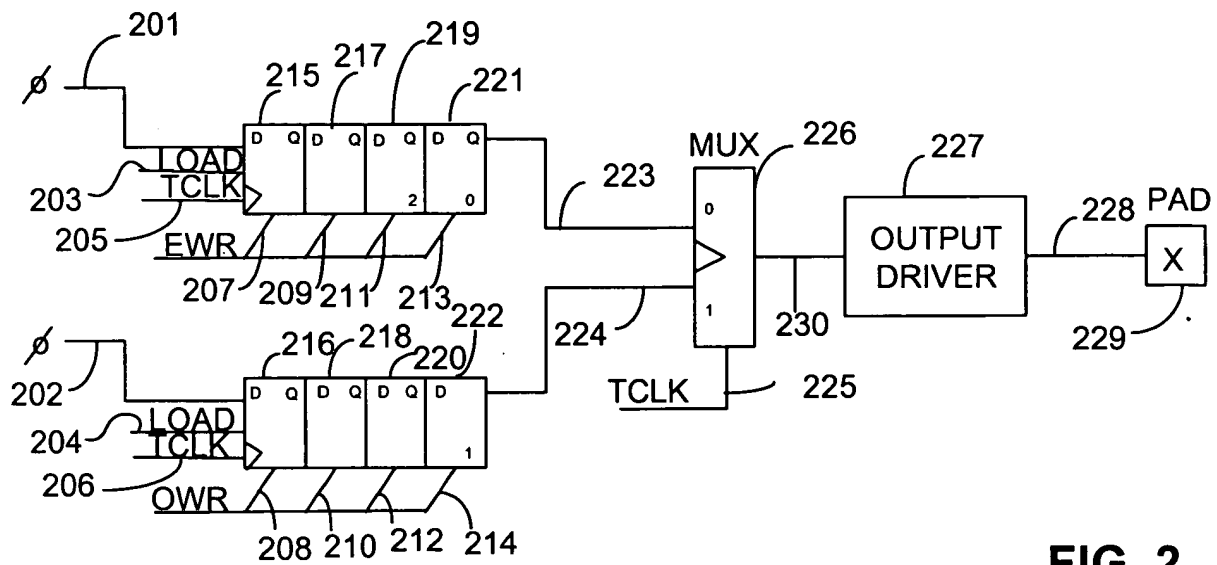 201
219
217
215
221
D Q D Q D Q D Q
2 0
LOAD
203
TCLK
205
EWR
207 209 211 213
MUX
226
227
223
0
1
OUTPUT
DRIVER
228
PAD
X
229
230
224
225
TCLK
222
218
216
220
202
D Q D Q D Q D
1
LOAD
204
TCLK
206
OWR
208 210 212 214
FIG. 2